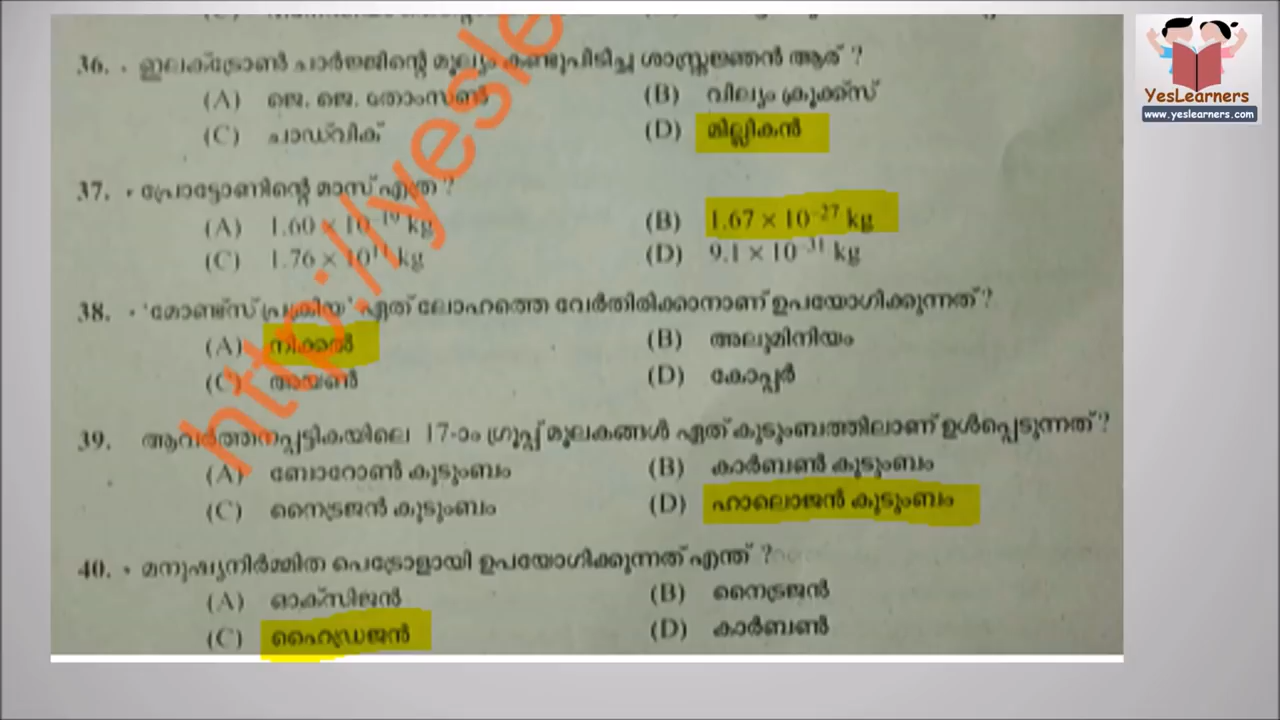 36. ഇലക്ട്രോൺ ചാർജ്ജിന്റെ മൂല്യം കണ്ടുപിടിച്ച ശാസ്ത്രജ്ഞൻ ആര് ?
(A) ജെ. ജെ. തോംസൺ (B) വില്യം ക്രൂക്ക്സ്
(C) ചാഡ്‌വിക് (D) മില്ലികൻ
37. പ്രോട്ടോണിന്റെ മാസ് എത്ര ?
(A) 1.60 × 10⁻¹⁹ kg (B) 1.67 × 10⁻²⁷ kg
(C) 1.76 × 10¹¹ kg (D) 9.1 × 10⁻³¹ kg
38. 'മോണ്ട്സ് പ്രക്രിയ' ഏത് ലോഹത്തെ വേർതിരിക്കാനാണ് ഉപയോഗിക്കുന്നത് ?
(A) നിക്കൽ (B) അലുമിനിയം
(C) അയൺ (D) കോപ്പർ
39. ആവർത്തനപ്പട്ടികയിലെ 17-ാം ഗ്രൂപ്പ് മൂലകങ്ങൾ ഏത് കുടുംബത്തിലാണ് ഉൾപ്പെടുന്നത് ?
(A) ബോറോൺ കുടുംബം (B) കാർബൺ കുടുംബം
(C) നൈട്രജൻ കുടുംബം (D) ഹാലൊജൻ കുടുംബം
40. മനുഷ്യനിർമ്മിത പെട്രോളായി ഉപയോഗിക്കുന്നത് എന്ത് ?
(A) ഓക്സിജൻ (B) നൈട്രജൻ
(C) ഹൈഡ്രജൻ (D) കാർബൺ
http://yesle
YesLearners
www.yeslearners.com